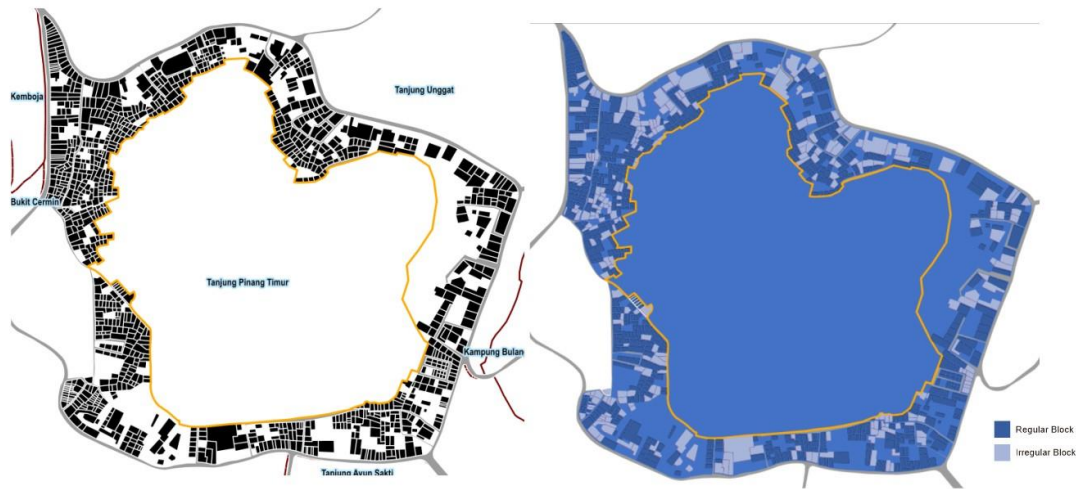 Kemboja
Tanjung Unggat
Bukit Cermin
Tanjung Pinang Timur
Kampung Bulan
Tanjung Ayun Sakti
Regular Block
Irregular Block